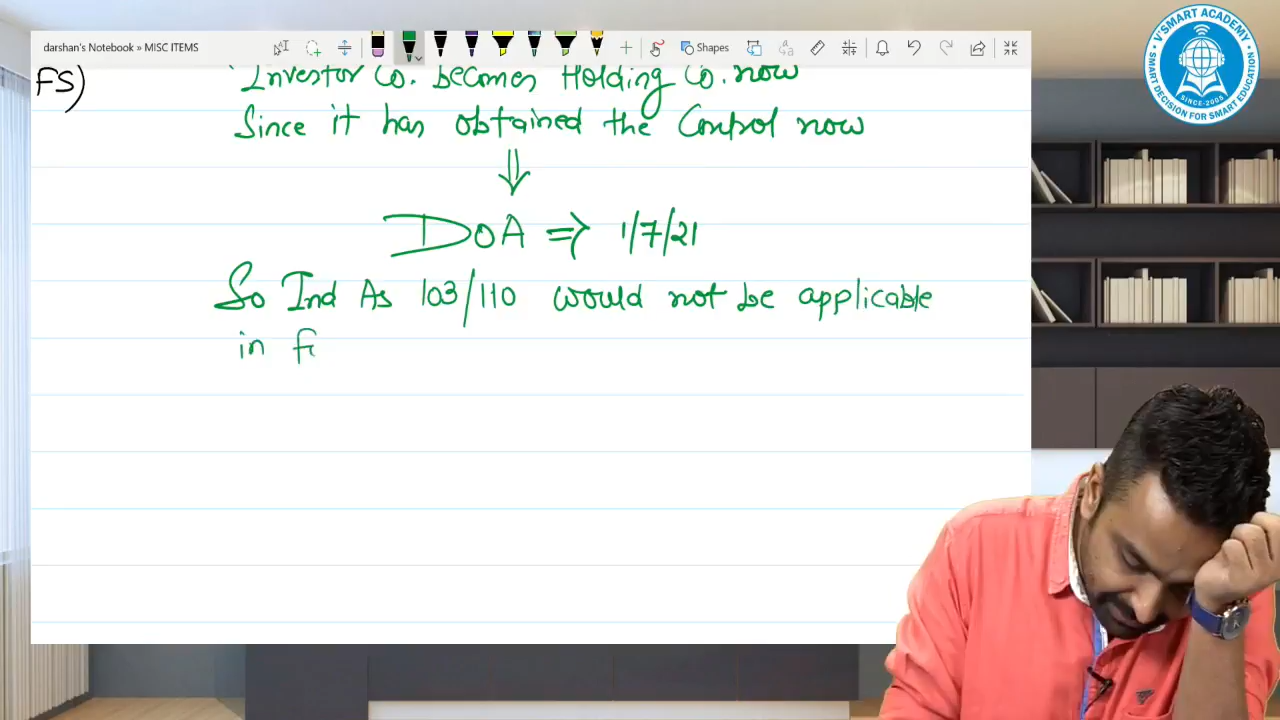 darshan's Notebook » MISC ITEMS
Shapes
FS) Investor Co. becomes Holding Co. now
Since it has obtained the Control now
⇓
DOA ⇒ 1/7/21
So Ind As 103/110 would not be applicable
in f
V'SMART ACADEMY
SINCE-2005
SMART DECISION FOR SMART EDUCATION